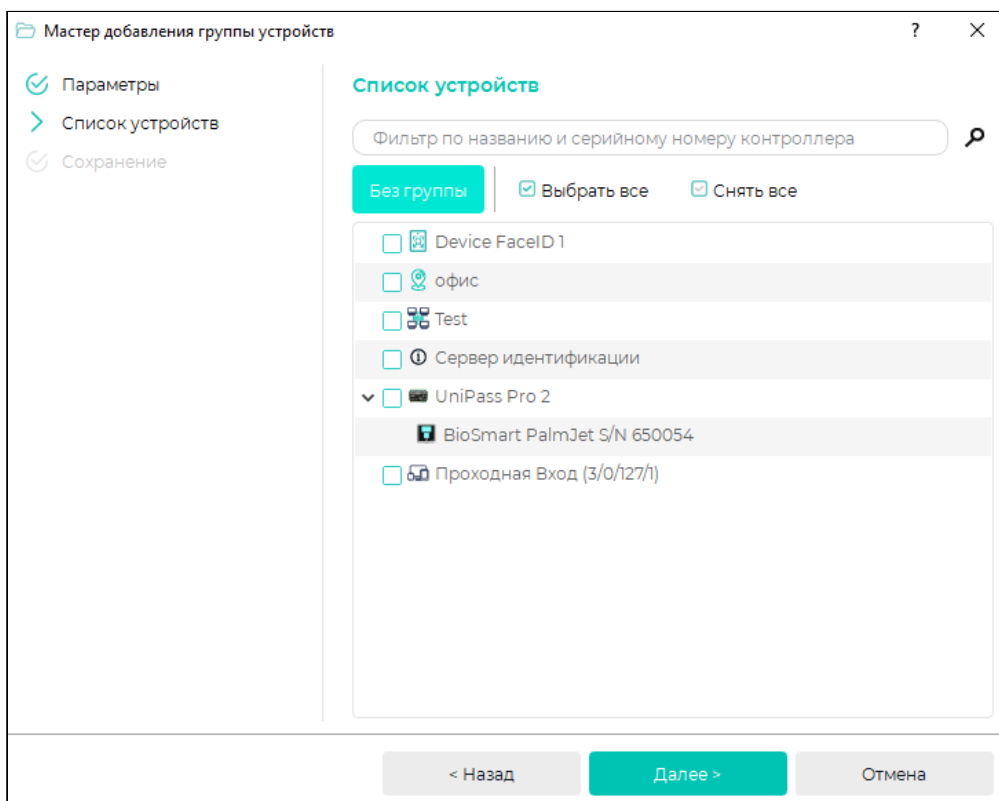 Мастер добавления группы устройств
?
Параметры
Список устройств
Сохранение
Список устройств
Фильтр по названию и серийному номеру контроллера
Без группы
Выбрать все
Снять все
Device FaceID 1
офис
Test
Сервер идентификации
UniPass Pro 2
BioSmart PalmJet S/N 650054
Проходная Вход (3/0/127/1)
< Назад
Далее >
Отмена